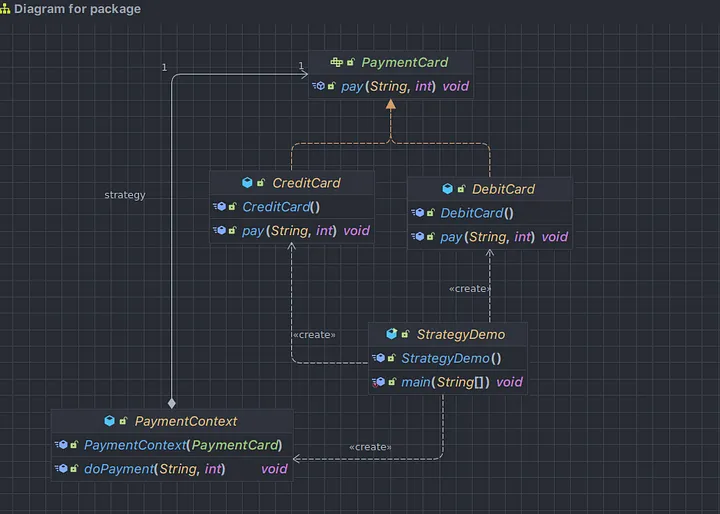 Diagram for package
1
1
PaymentCard
pay(String, int) void
strategy
CreditCard
CreditCard()
pay(String, int) void
DebitCard
DebitCard()
pay(String, int) void
«create»
«create»
StrategyDemo
StrategyDemo()
main(String[]) void
PaymentContext
PaymentContext(PaymentCard)
doPayment(String, int) void
«create»